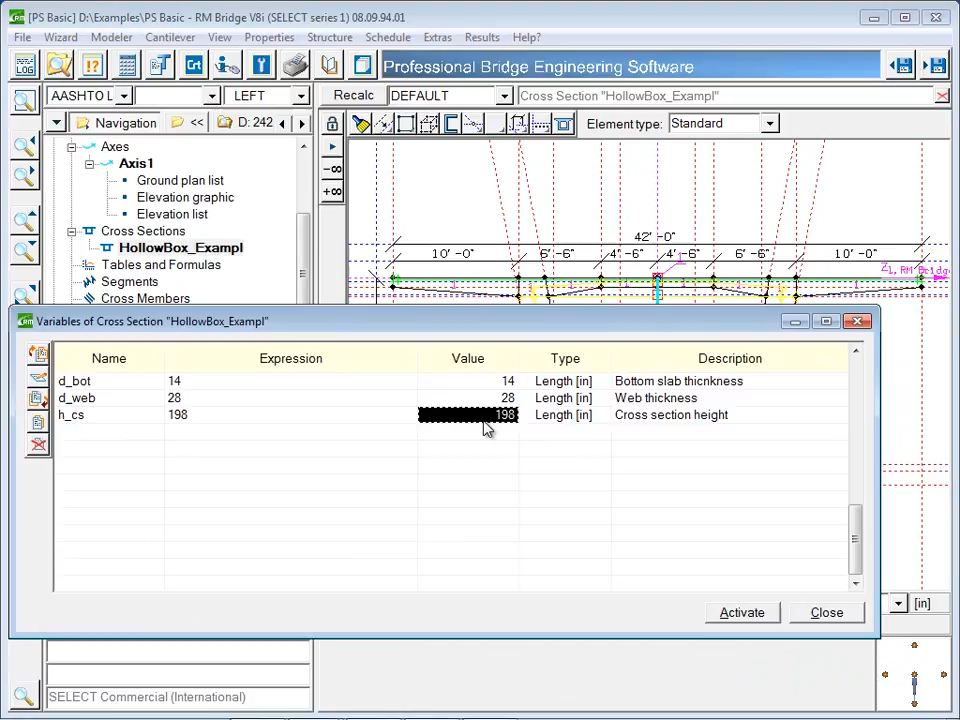 [PS Basic] D:\Examples\PS Basic - RM Bridge V8i (SELECT series 1) 08.09.94.01
File Wizard Modeler Cantilever View Properties Structure Schedule Extras Results Help?
LOG Crt Professional Bridge Engineering Software
AASHTO L LEFT Recalc DEFAULT Cross Section "HollowBox_Exampl"
Navigation << D: 242 Element type: Standard
Axes
Axis1
Ground plan list
Elevation graphic
Elevation list
Cross Sections
HollowBox_Exampl
Tables and Formulas
Segments
Cross Members
-∞
+∞
42' -0"
10' -0" 6' -6" 4' -6" 4' -6" 6' -6" 10' -0"
Variables of Cross Section "HollowBox_Exampl"
Name Expression Value Type Description
d_bot 14 14 Length [in] Bottom slab thicnkness
d_web 28 28 Length [in] Web thickness
h_cs 198 198 Length [in] Cross section height
[in]
Activate Close
SELECT Commercial (International)